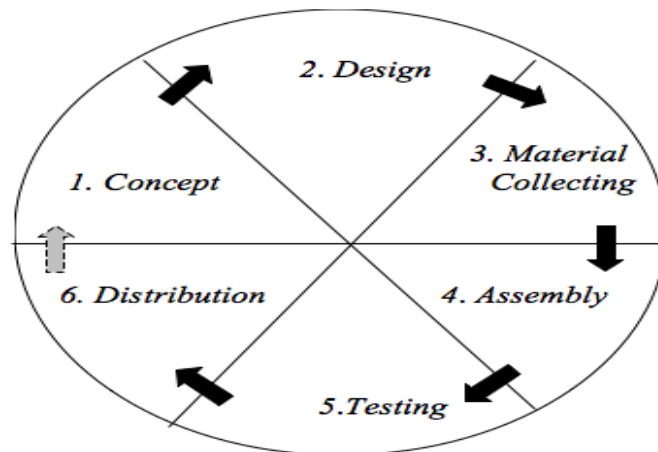 1. Concept
2. Design
3. Material
Collecting
4. Assembly
5.Testing
6. Distribution